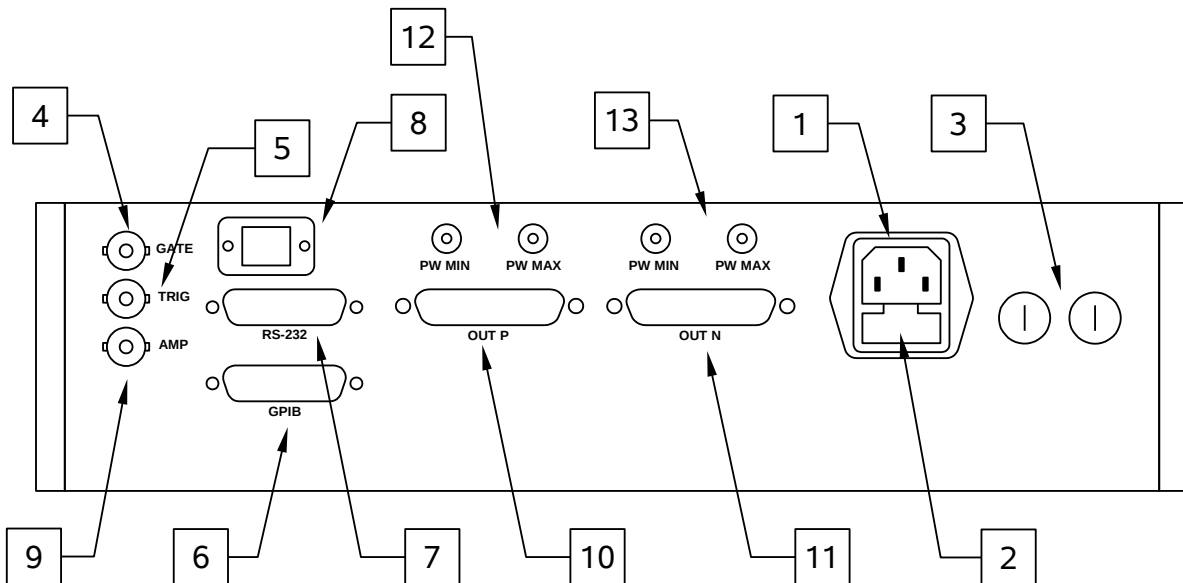 12
4
8
13
1
3
5
GATE
TRIG
AMP
RS-232
GPIB
PW MIN
PW MAX
OUT P
PW MIN
PW MAX
OUT N
9
6
7
10
11
2